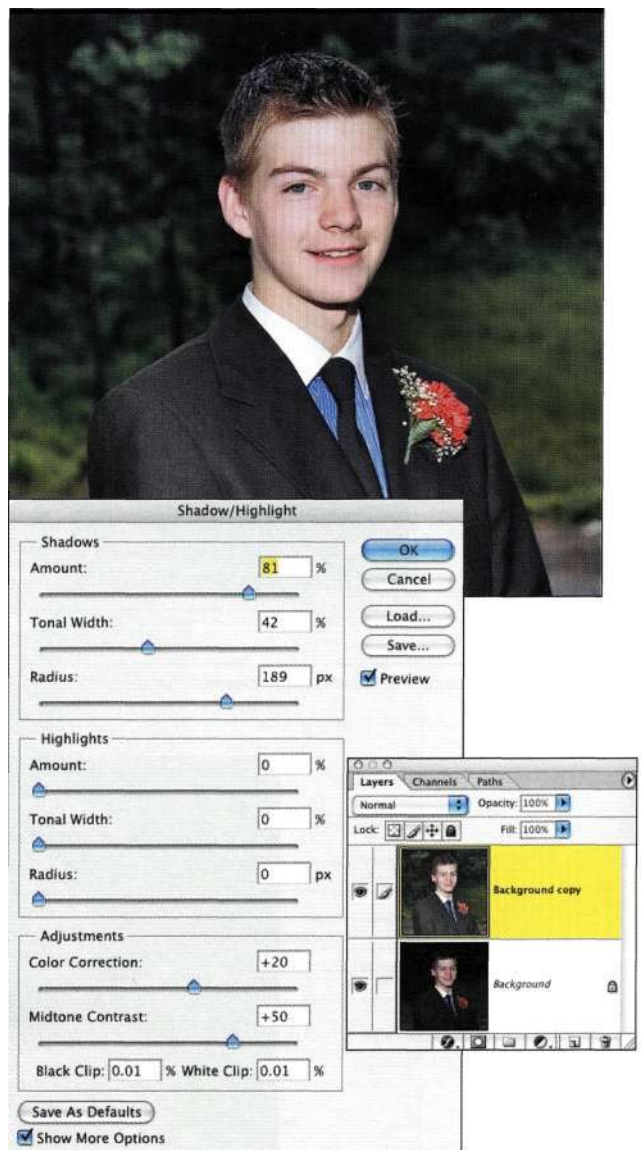 Shadow/Highlight
Shadows
Amount: 81 %
Tonal Width: 42 %
Radius: 189 px
OK
Cancel
Load...
Save...
Preview
Highlights
Amount: 0 %
Tonal Width: 0 %
Radius: 0 px
Adjustments
Color Correction: +20
Midtone Contrast: +50
Black Clip: 0.01 % White Clip: 0.01 %
Save As Defaults
Show More Options
Layers Channels Paths
Normal Opacity: 100%
Lock: Fill: 100%
Background copy
Background